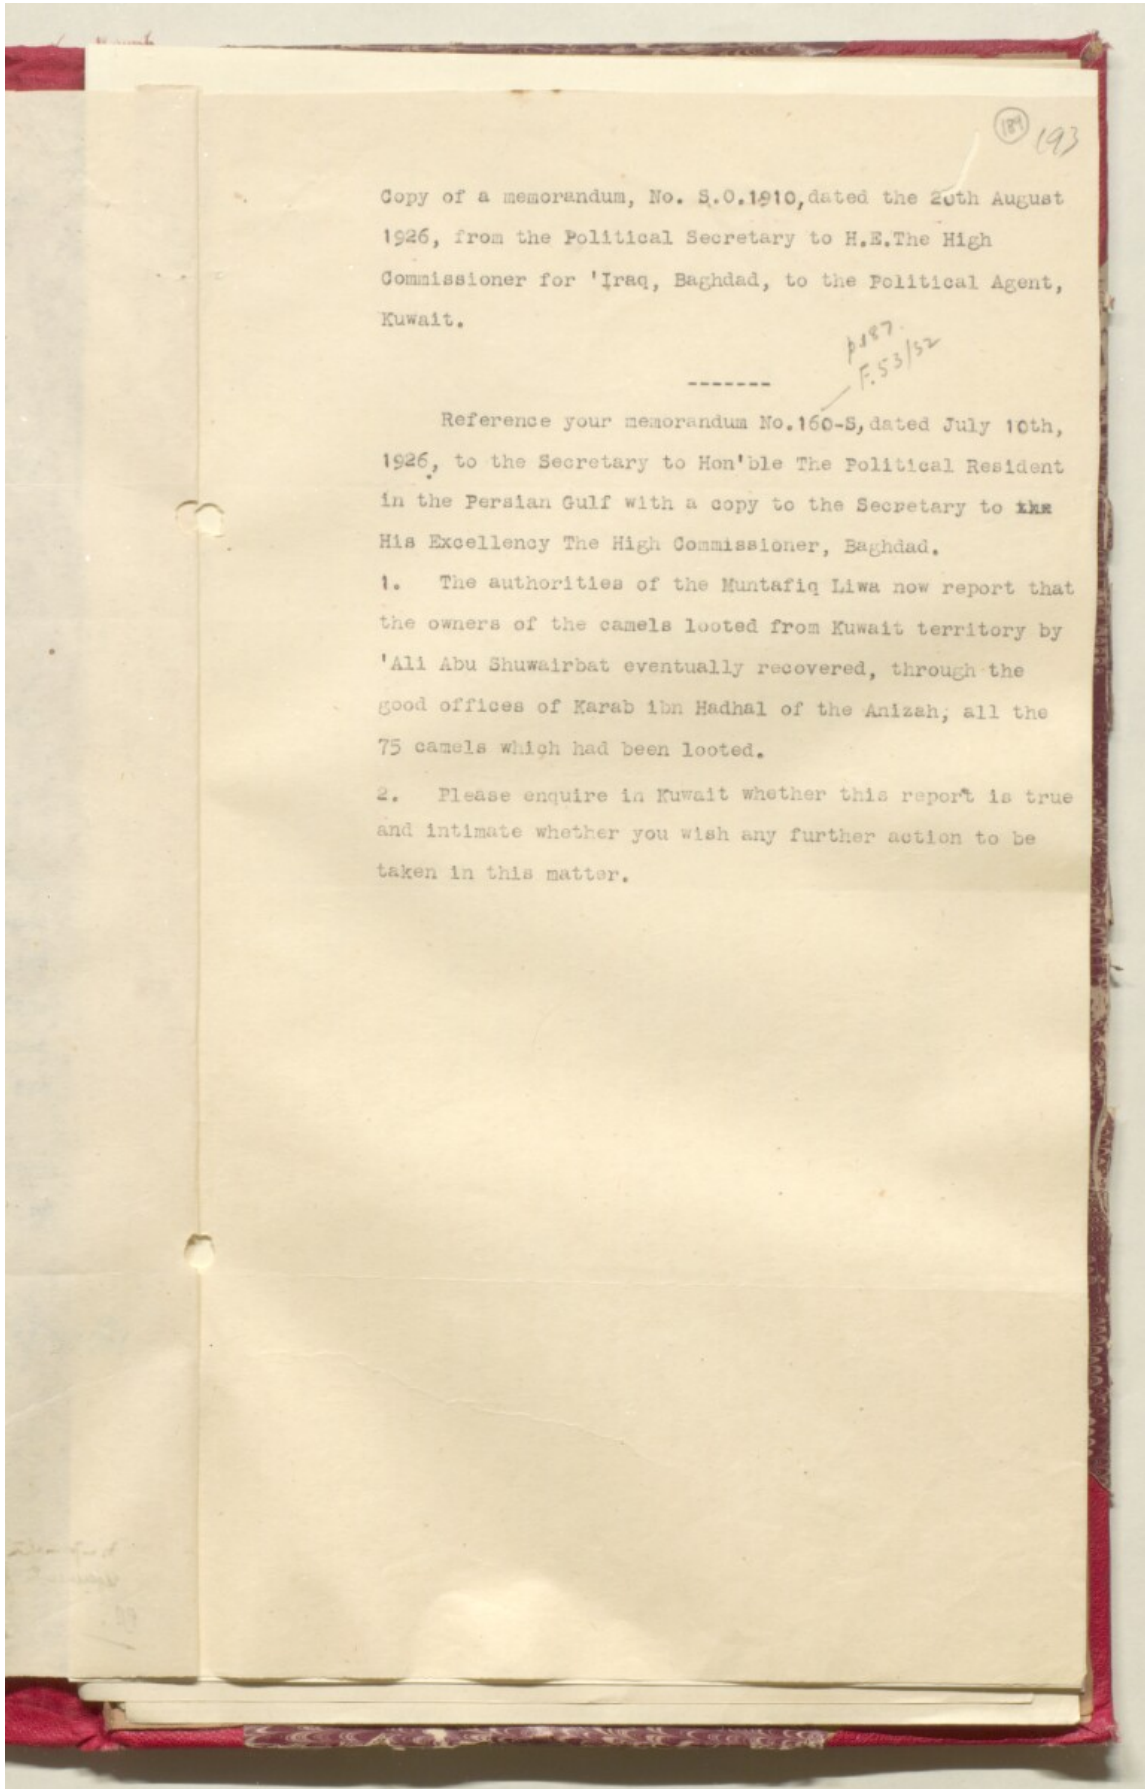 184
193
Copy of a memorandum, No. S.O.1910,dated the 20th August
1926, from the Political Secretary to H.E.The High
Commissioner for 'Iraq, Baghdad, to the Political Agent,
Kuwait.
p187.
F.53/32
-------
Reference your memorandum No.160-S,dated July 10th,
1926, to the Secretary to Hon'ble The Political Resident
in the Persian Gulf with a copy to the Secretary to the
His Excellency The High Commissioner, Baghdad.
1. The authorities of the Muntafiq Liwa now report that
the owners of the camels looted from Kuwait territory by
'Ali Abu Shuwairbat eventually recovered, through the
good offices of Karab ibn Hadhal of the Anizah, all the
75 camels which had been looted.
2. Please enquire in Kuwait whether this report is true
and intimate whether you wish any further action to be
taken in this matter.